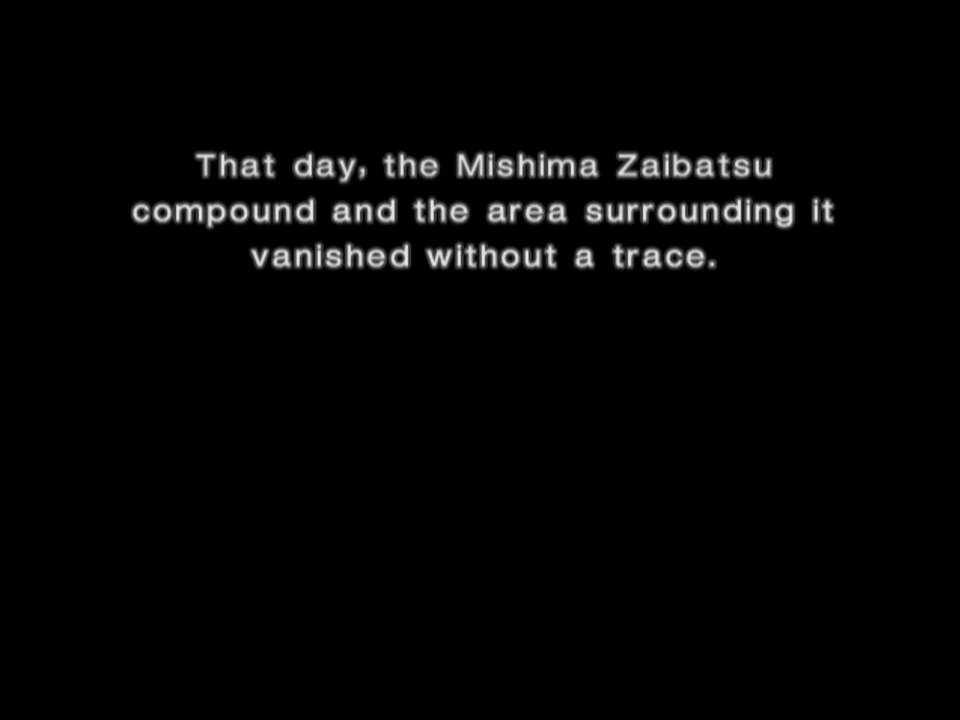 That day, the Mishima Zaibatsu
compound and the area surrounding it
vanished without a trace.